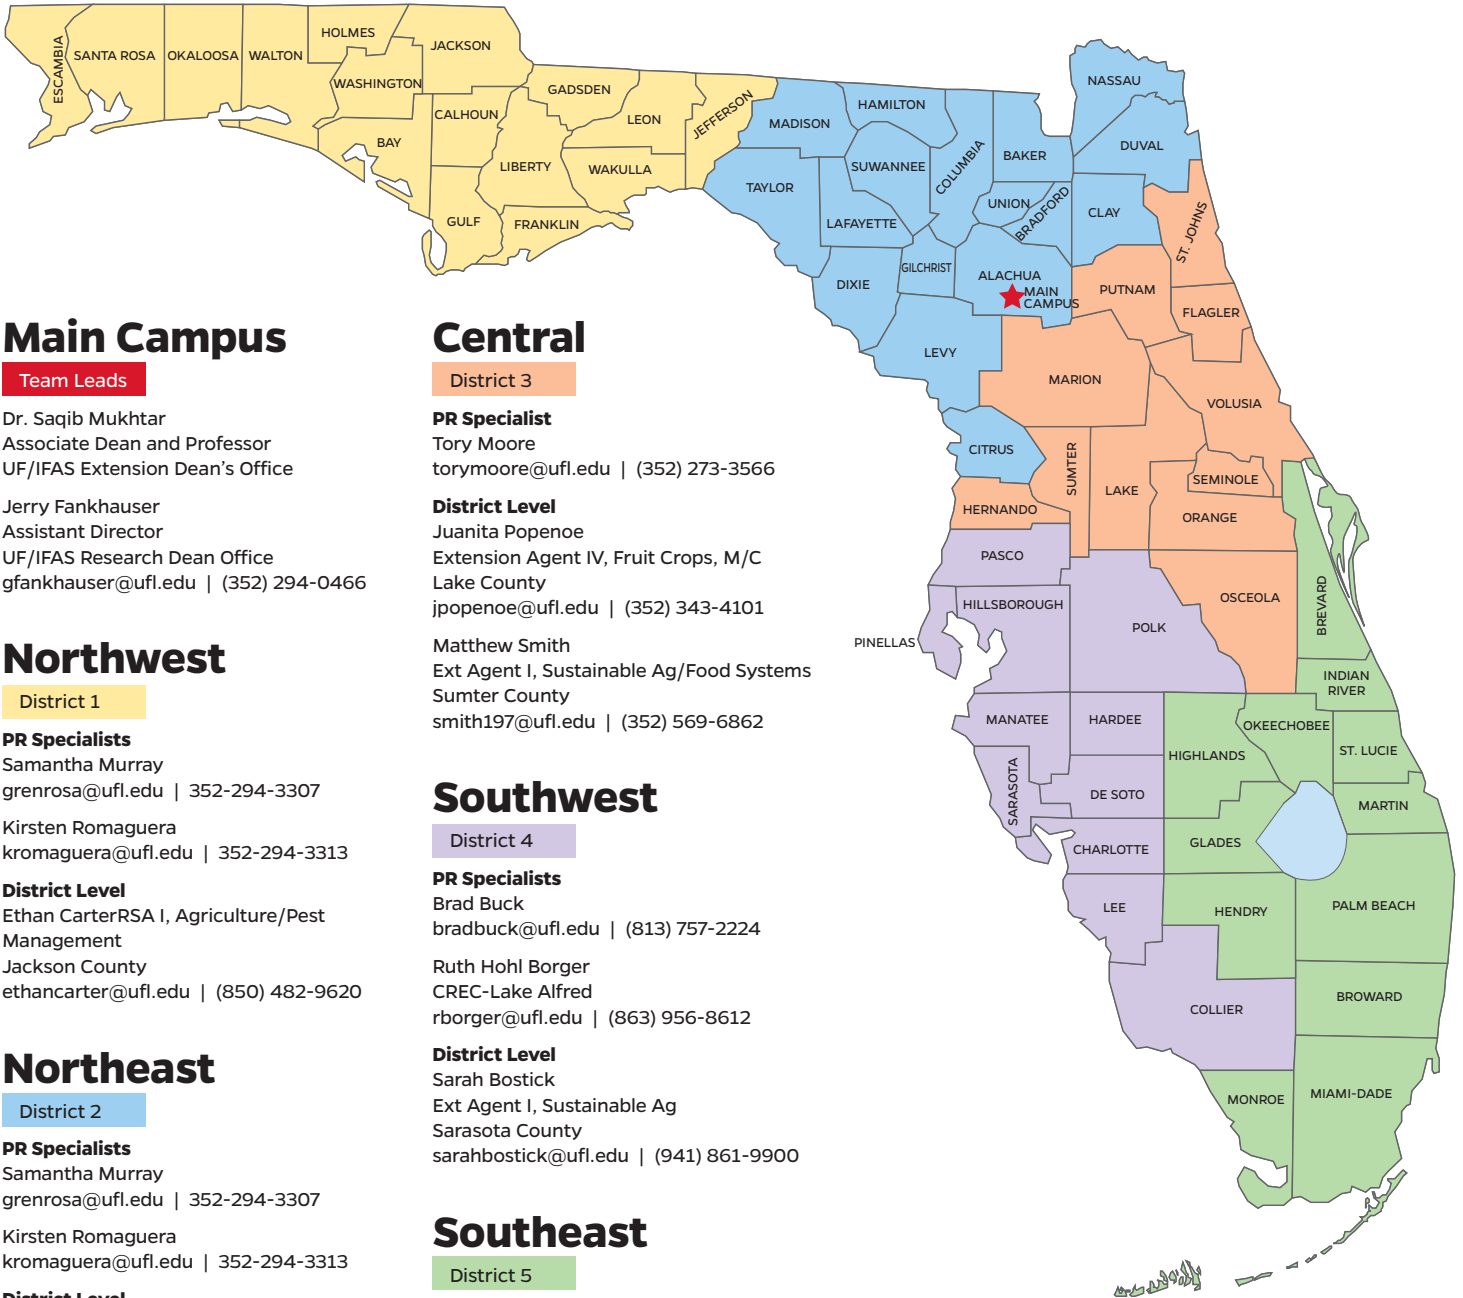 ESCAMBIA
SANTA ROSA
OKALOOSA
WALTON
HOLMES
WASHINGTON
JACKSON
BAY
CALHOUN
GULF
LIBERTY
GADSDEN
FRANKLIN
LEON
WAKULLA
JEFFERSON
MADISON
TAYLOR
HAMILTON
SUWANNEE
LAFAYETTE
DIXIE
COLUMBIA
GILCHRIST
BAKER
UNION
BRADFORD
ALACHUA
MAIN
CAMPUS
NASSAU
DUVAL
CLAY
LEVY
CITRUS
ST. JOHNS
PUTNAM
FLAGLER
MARION
VOLUSIA
SUMTER
LAKE
SEMINOLE
ORANGE
HERNANDO
OSCEOLA
PASCO
HILLSBOROUGH
PINELLAS
POLK
BREVARD
INDIAN
RIVER
MANATEE
HARDEE
HIGHLANDS
OKEECHOBEE
ST. LUCIE
SARASOTA
DE SOTO
MARTIN
CHARLOTTE
GLADES
LEE
HENDRY
PALM BEACH
COLLIER
BROWARD
MONROE
MIAMI-DADE
Main Campus
Team Leads
Dr. Saqib Mukhtar
Associate Dean and Professor
UF/IFAS Extension Dean’s Office
Jerry Fankhauser
Assistant Director
UF/IFAS Research Dean Office
gfankhauser@ufl.edu | (352) 294-0466
Northwest
District 1
PR Specialists
Samantha Murray
grenrosa@ufl.edu | 352-294-3307
Kirsten Romaguera
kromaguera@ufl.edu | 352-294-3313
District Level
Ethan CarterRSA I, Agriculture/Pest
Management
Jackson County
ethancarter@ufl.edu | (850) 482-9620
Northeast
District 2
PR Specialists
Samantha Murray
grenrosa@ufl.edu | 352-294-3307
Kirsten Romaguera
kromaguera@ufl.edu | 352-294-3313
District Level
Central
District 3
PR Specialist
Tory Moore
torymoore@ufl.edu | (352) 273-3566
District Level
Juanita Popenoe
Extension Agent IV, Fruit Crops, M/C
Lake County
jpopenoe@ufl.edu | (352) 343-4101
Matthew Smith
Ext Agent I, Sustainable Ag/Food Systems
Sumter County
smith197@ufl.edu | (352) 569-6862
Southwest
District 4
PR Specialists
Brad Buck
bradbuck@ufl.edu | (813) 757-2224
Ruth Hohl Borger
CREC-Lake Alfred
rborger@ufl.edu | (863) 956-8612
District Level
Sarah Bostick
Ext Agent I, Sustainable Ag
Sarasota County
sarahbostick@ufl.edu | (941) 861-9900
Southeast
District 5